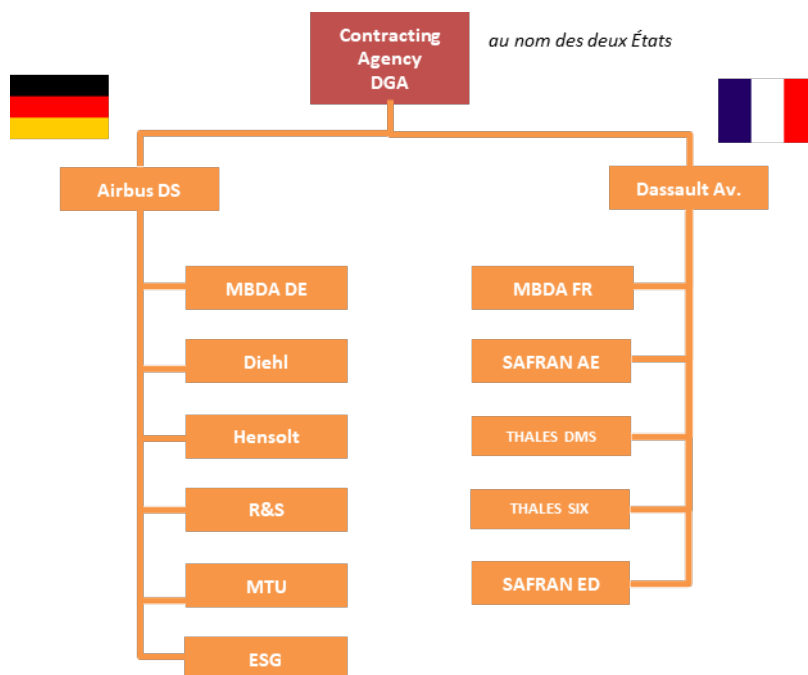 Contracting
Agency
DGA
au nom des deux États
Airbus DS
Dassault Av.
MBDA DE
MBDA FR
Diehl
SAFRAN AE
Hensolt
THALES DMS
R&S
THALES SIX
MTU
SAFRAN ED
ESG